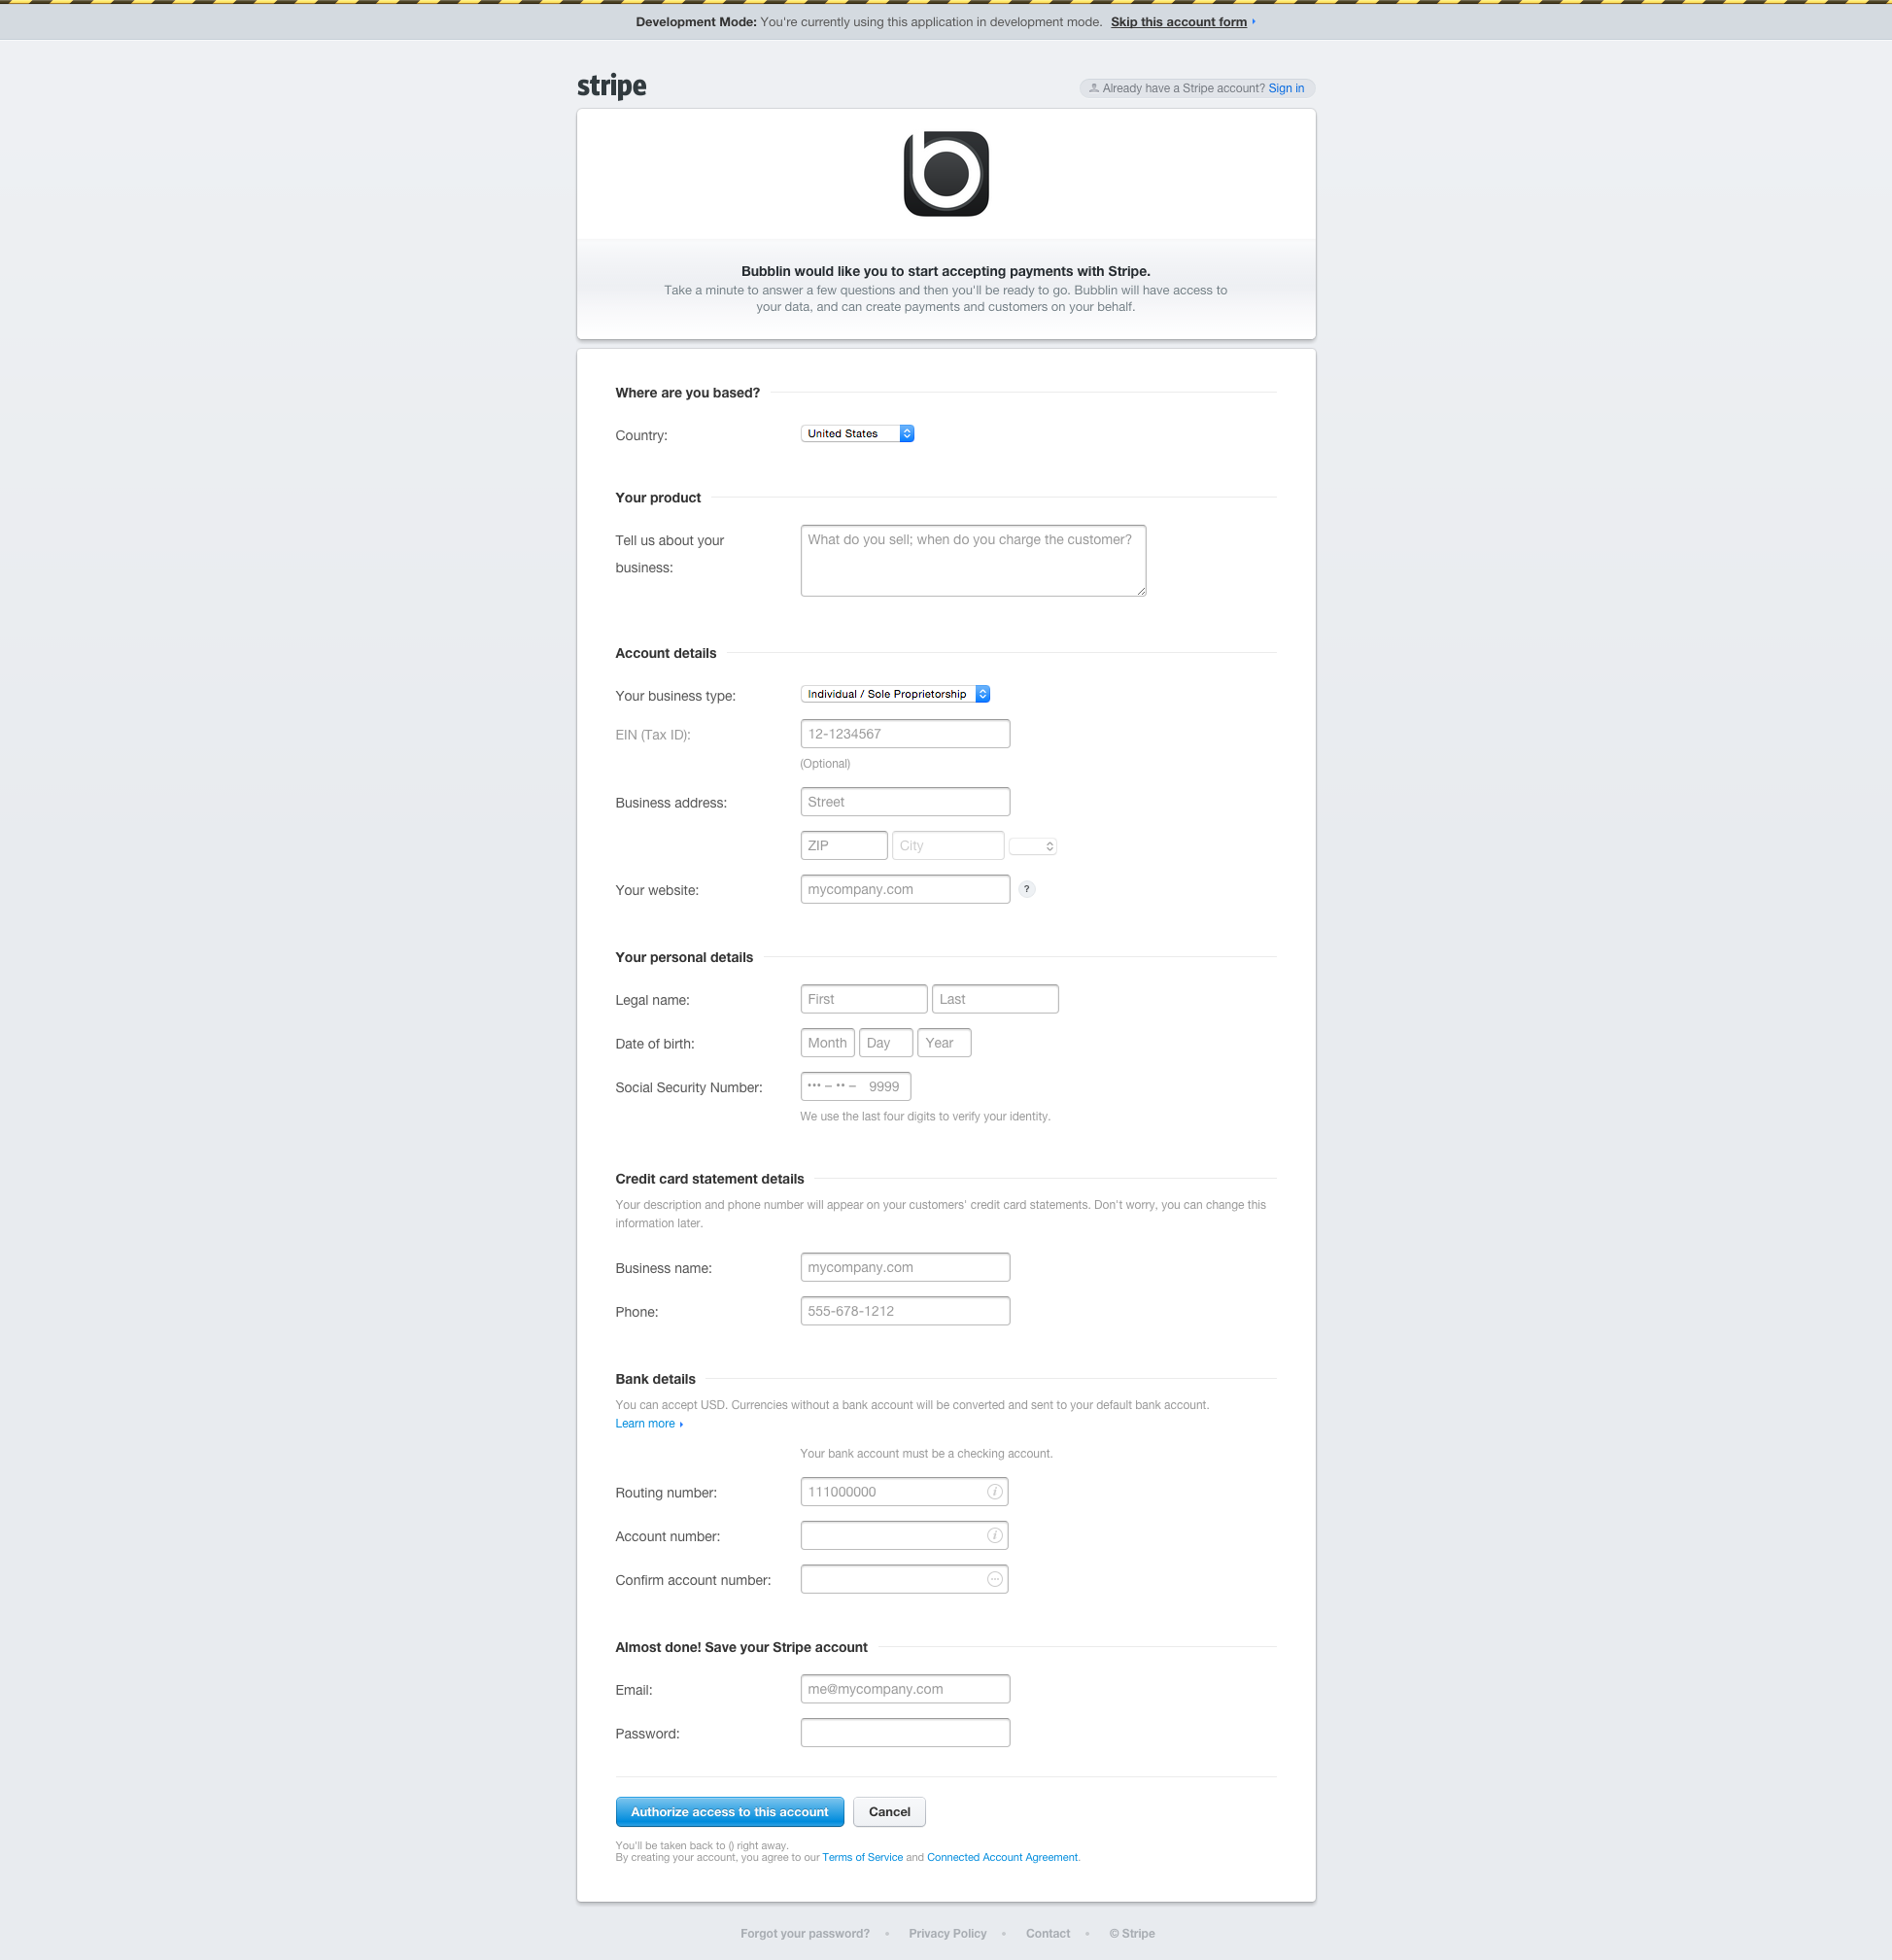 Development Mode: You're currently using this application in development mode. Skip this account form
stripe
Already have a Stripe account? Sign in
b
Bubblin would like you to start accepting payments with Stripe.
Take a minute to answer a few questions and then you'll be ready to go. Bubblin will have access to
your data, and can create payments and customers on your behalf.
Where are you based?
Country: United States
Your product
Tell us about your
business:
What do you sell; when do you charge the customer?
Account details
Your business type: Individual / Sole Proprietorship
EIN (Tax ID): 12-1234567
(Optional)
Business address: Street
ZIP City
Your website: mycompany.com ?
Your personal details
Legal name: First Last
Date of birth: Month Day Year
Social Security Number: ••• – •• – 9999
We use the last four digits to verify your identity.
Credit card statement details
Your description and phone number will appear on your customers' credit card statements. Don't worry, you can change this
information later.
Business name: mycompany.com
Phone: 555-678-1212
Bank details
You can accept USD. Currencies without a bank account will be converted and sent to your default bank account.
Learn more
Your bank account must be a checking account.
Routing number: 111000000 i
Account number: i
Confirm account number:
Almost done! Save your Stripe account
Email: me@mycompany.com
Password:
Authorize access to this account Cancel
You'll be taken back to () right away.
By creating your account, you agree to our Terms of Service and Connected Account Agreement.
Forgot your password? • Privacy Policy • Contact • © Stripe